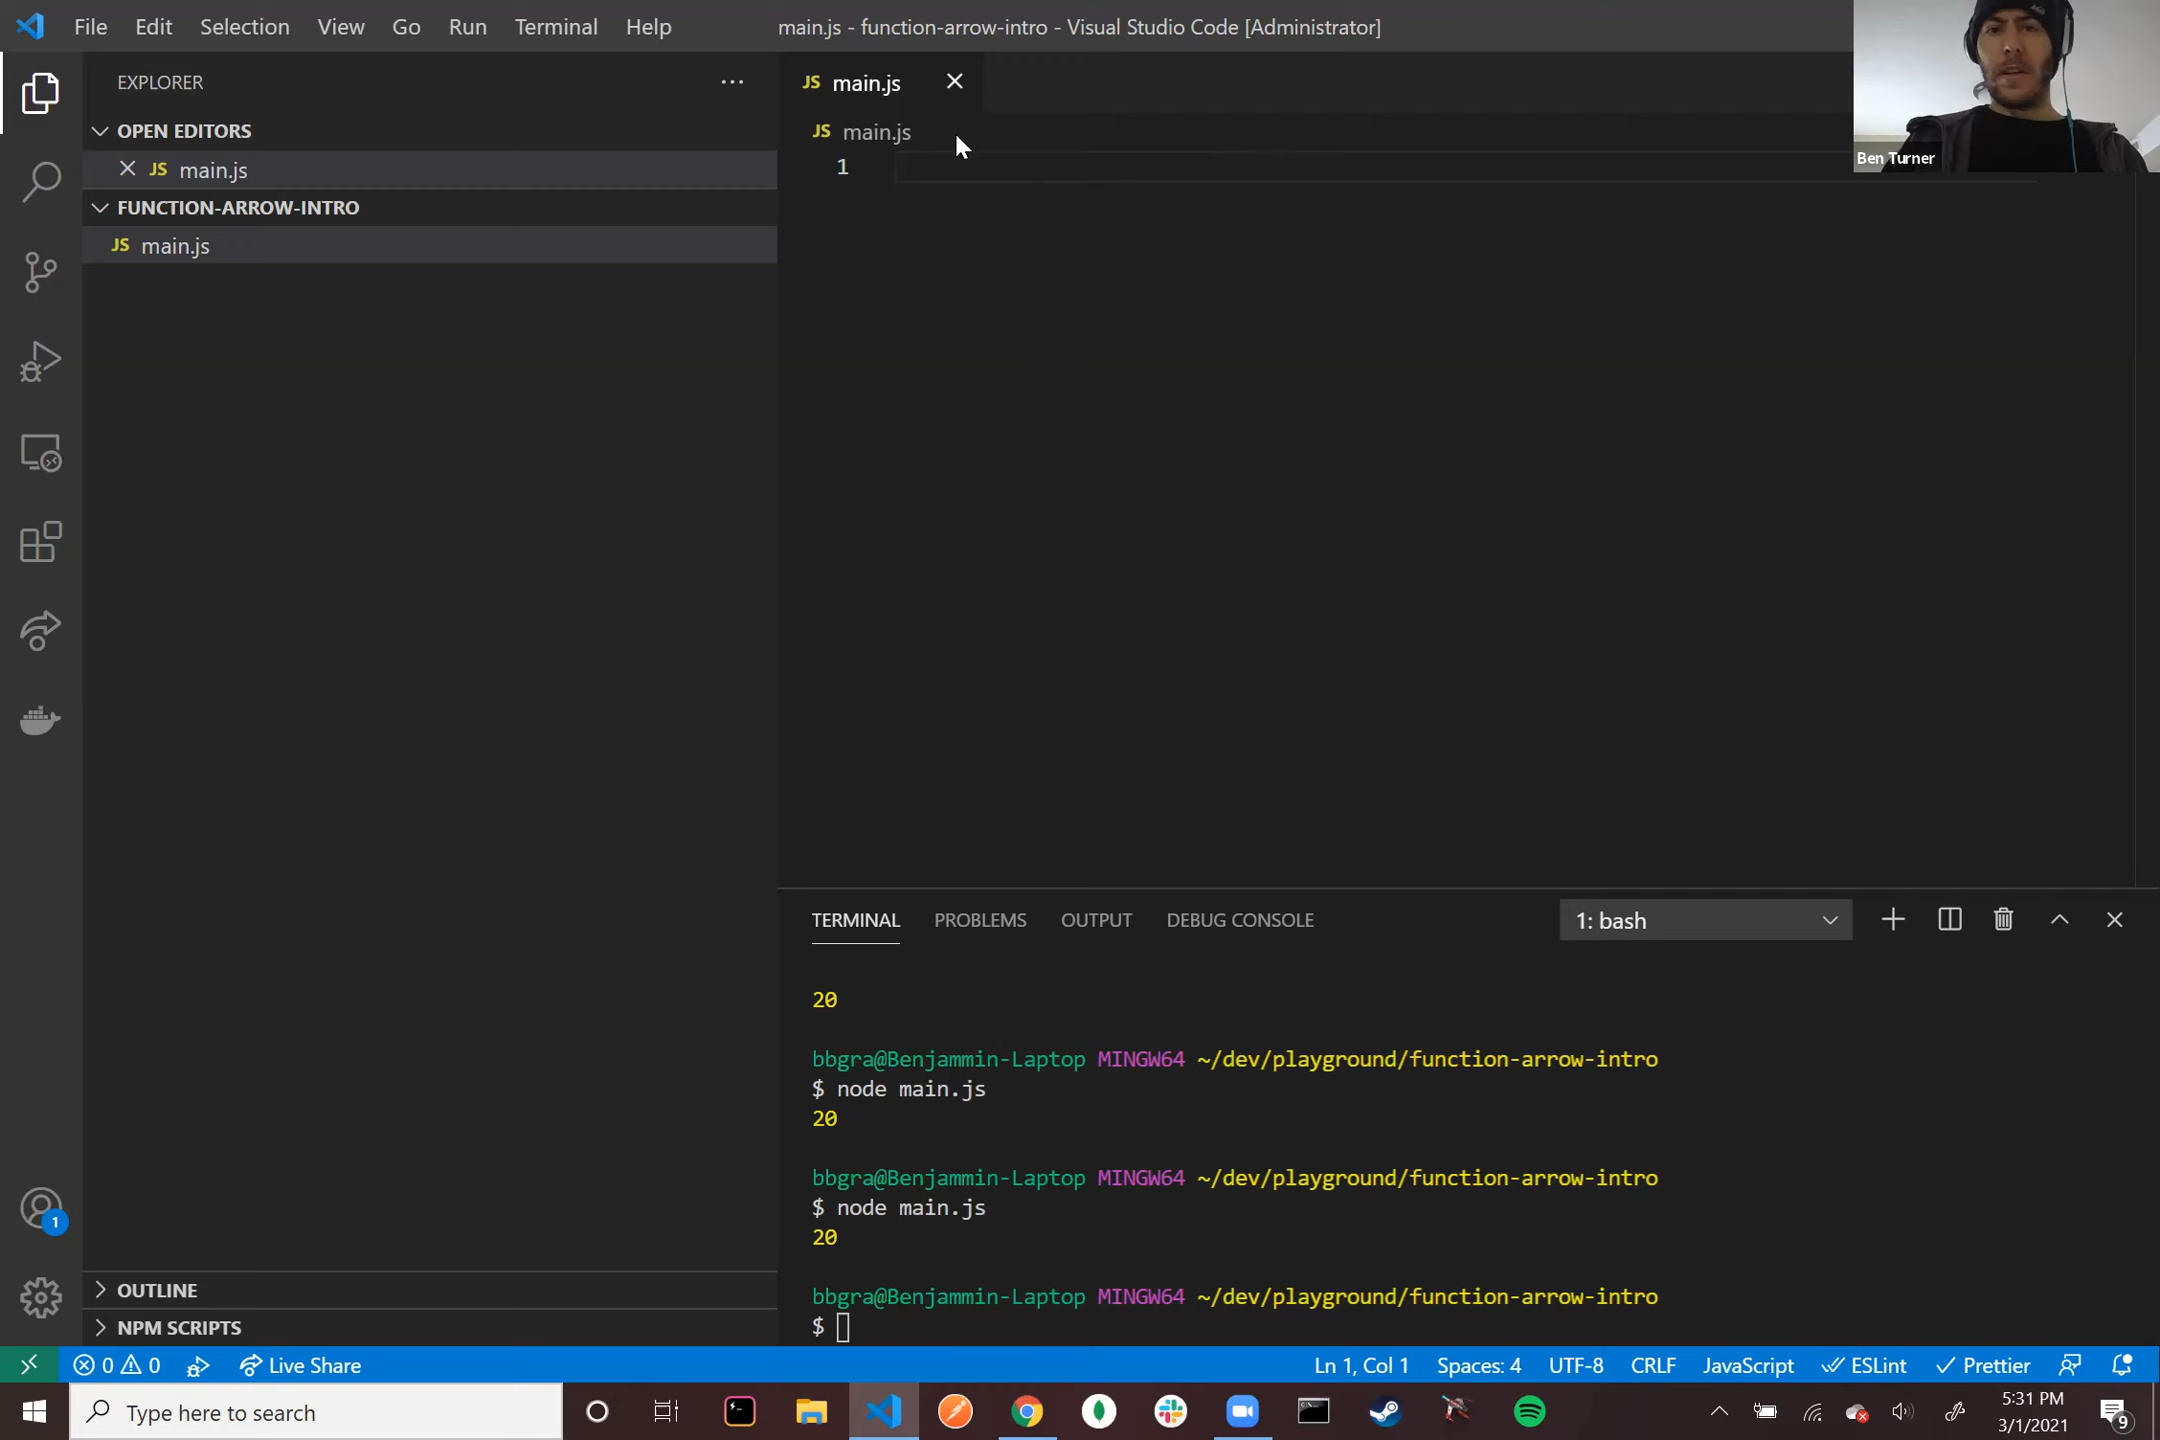 File Edit Selection View Go Run Terminal Help main.js - function-arrow-intro - Visual Studio Code [Administrator]
Ben Turner
EXPLORER
OPEN EDITORS
JS main.js
FUNCTION-ARROW-INTRO
JS main.js
OUTLINE
NPM SCRIPTS
JS main.js
JS main.js
1
TERMINAL PROBLEMS OUTPUT DEBUG CONSOLE 1: bash
20
bbgra@Benjammin-Laptop MINGW64 ~/dev/playground/function-arrow-intro
$ node main.js
20
bbgra@Benjammin-Laptop MINGW64 ~/dev/playground/function-arrow-intro
$ node main.js
20
bbgra@Benjammin-Laptop MINGW64 ~/dev/playground/function-arrow-intro
$
1
0 0 Live Share Ln 1, Col 1 Spaces: 4 UTF-8 CRLF JavaScript ESLint Prettier
Type here to search
5:31 PM
3/1/2021
9